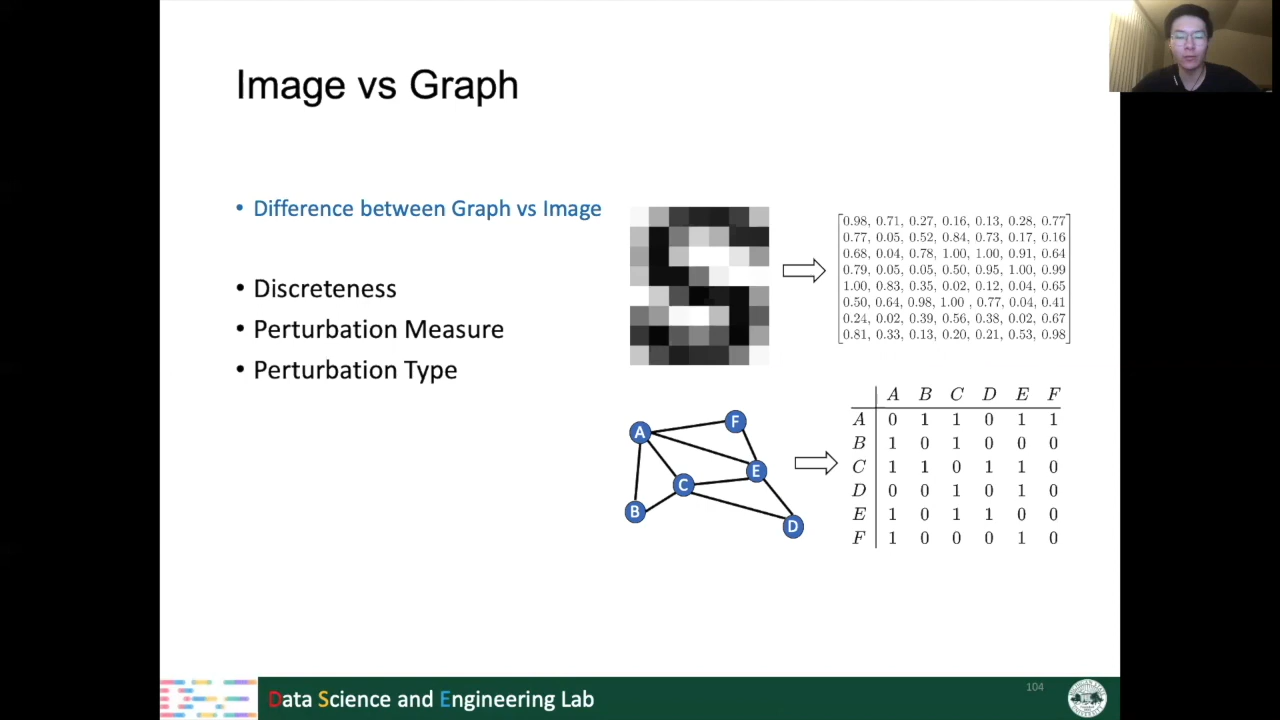 Image vs Graph
• Difference between Graph vs Image
• Discreteness
• Perturbation Measure
• Perturbation Type
0.98, 0.71, 0.27, 0.16, 0.13, 0.28, 0.77
0.77, 0.05, 0.52, 0.84, 0.73, 0.17, 0.16
0.68, 0.04, 0.78, 1.00, 1.00, 0.91, 0.64
0.79, 0.05, 0.05, 0.50, 0.95, 1.00, 0.99
1.00, 0.83, 0.35, 0.02, 0.12, 0.04, 0.65
0.50, 0.64, 0.98, 1.00 , 0.77, 0.04, 0.41
0.24, 0.02, 0.39, 0.56, 0.38, 0.02, 0.67
0.81, 0.33, 0.13, 0.20, 0.21, 0.53, 0.98
A
F
E
C
B
D
A B C D E F
A 0 1 1 0 1 1
B 1 0 1 0 0 0
C 1 1 0 1 1 0
D 0 0 1 0 1 0
E 1 0 1 1 0 0
F 1 0 0 0 1 0
Data Science and Engineering Lab
104